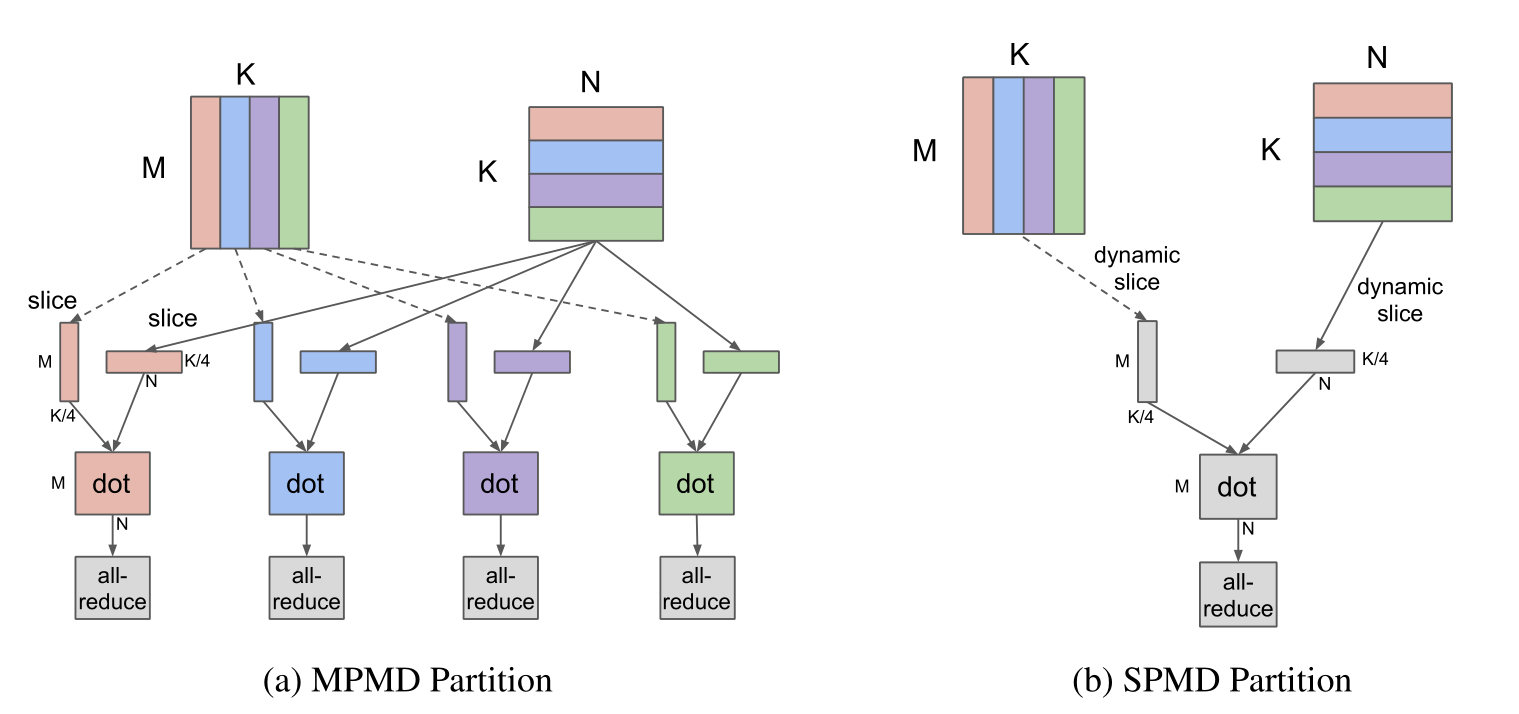 K
N
M
K
slice
slice
M
K/4
N
K/4
M
dot
dot
dot
dot
N
all-
reduce
all-
reduce
all-
reduce
all-
reduce
(a) MPMD Partition
K
N
M
K
dynamic
slice
dynamic
slice
M
K/4
N
K/4
M
dot
N
all-
reduce
(b) SPMD Partition